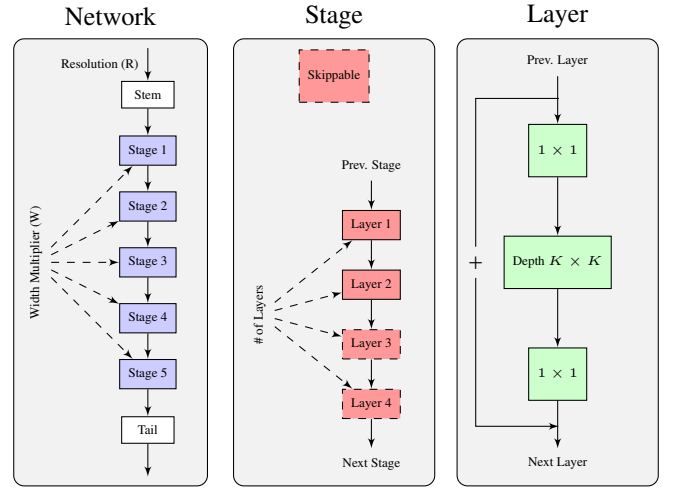 Network
Resolution (R)
Stem
Stage 1
Stage 2
Stage 3
Stage 4
Stage 5
Tail
Width Multiplier (W)
Stage
Skippable
Prev. Stage
Layer 1
Layer 2
Layer 3
Layer 4
# of Layers
Next Stage
Layer
Prev. Layer
1 × 1
Depth K × K
+
1 × 1
Next Layer